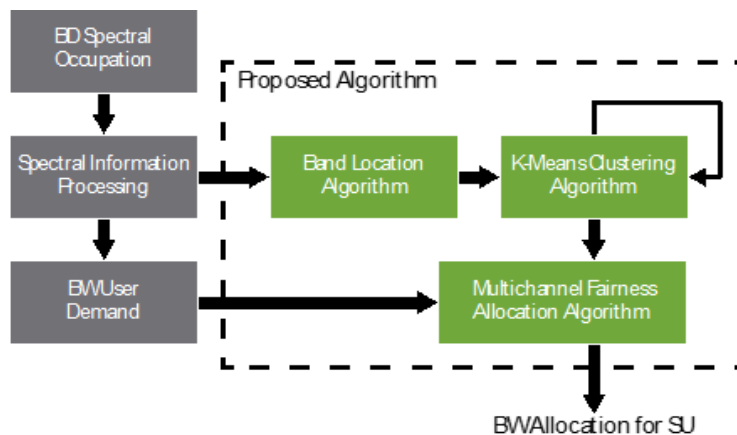 BD Spectral
Occupation
Proposed Algorithm
Spectral Information
Processing
Band Location
Algorithm
K-Means Clustering
Algorithm
BW User
Demand
Multichannel Fairness
Allocation Algorithm
BW Allocation for SU